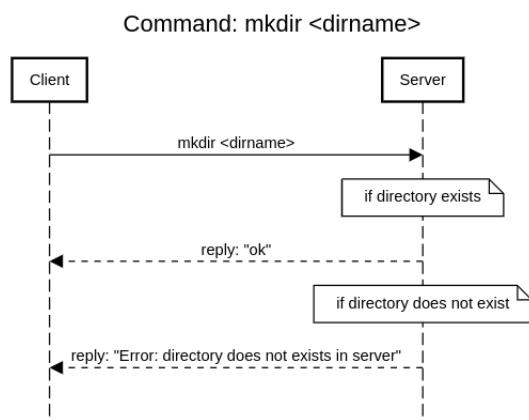 Command: mkdir <dirname>
Client
Server
mkdir <dirname>
if directory exists
reply: "ok"
if directory does not exist
reply: "Error: directory does not exists in server"